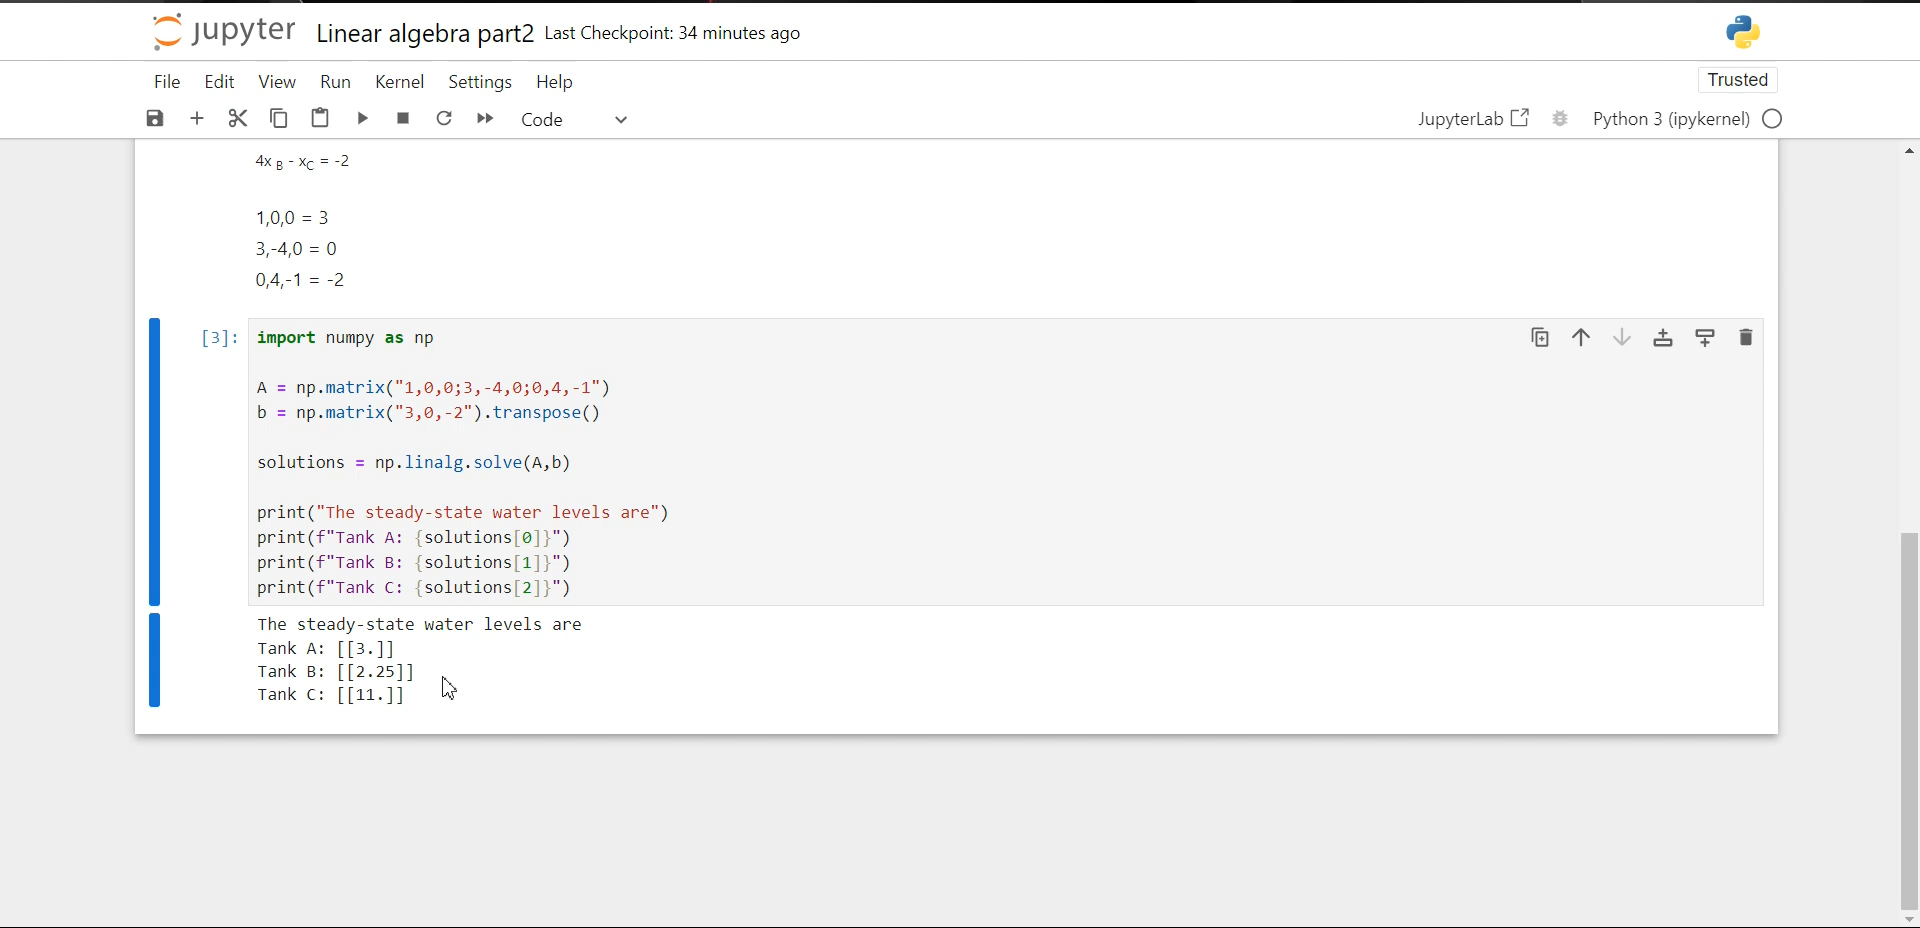 jupyter Linear algebra part2 Last Checkpoint: 34 minutes ago
File Edit View Run Kernel Settings Help Trusted
Code JupyterLab Python 3 (ipykernel)
4x B - xC = -2
1,0,0 = 3
3,-4,0 = 0
0,4,-1 = -2
[3]: import numpy as np
A = np.matrix("1,0,0;3,-4,0;0,4,-1")
b = np.matrix("3,0,-2").transpose()
solutions = np.linalg.solve(A,b)
print("The steady-state water levels are")
print(f"Tank A: {solutions[0]}")
print(f"Tank B: {solutions[1]}")
print(f"Tank C: {solutions[2]}")
The steady-state water levels are
Tank A: [[3.]]
Tank B: [[2.25]]
Tank C: [[11.]]